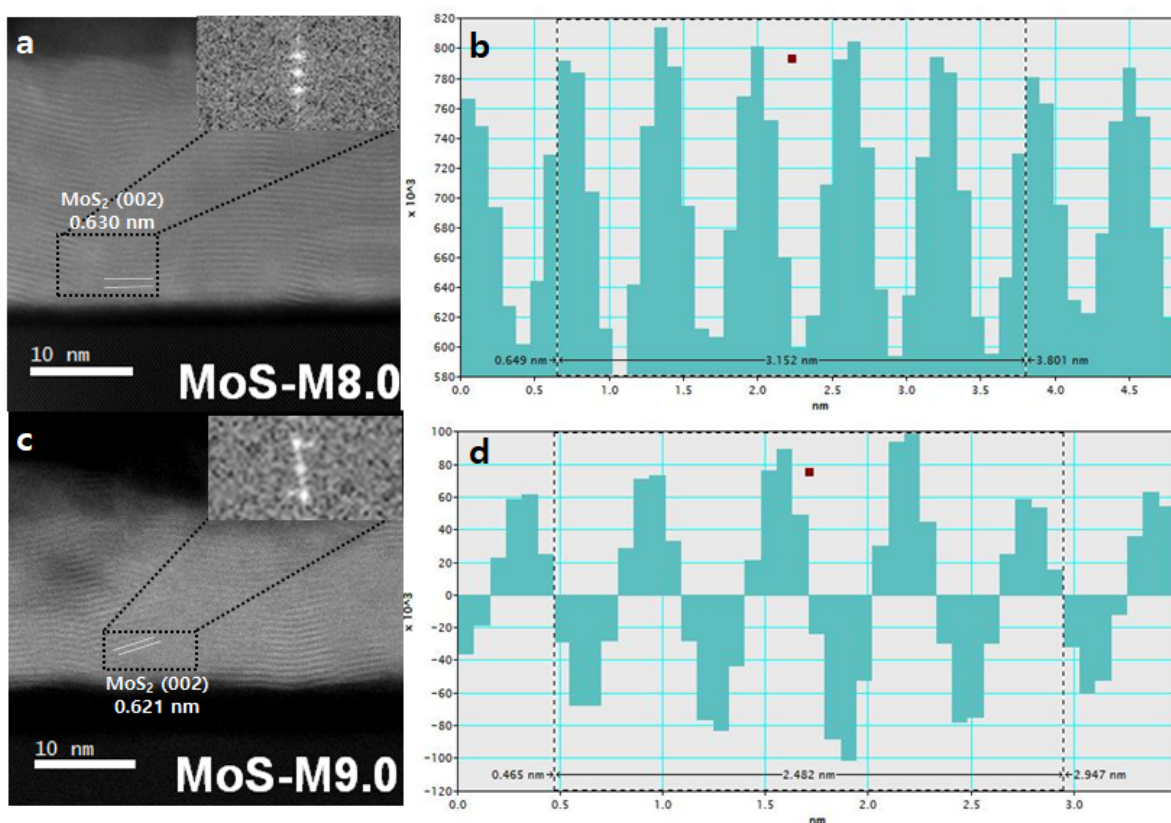 a
MoS2 (002)
0.630 nm
10 nm
MoS-M8.0
b
820
800
780
760
740
720
700
680
660
640
620
600
580
x 10^3
0.649 nm
3.152 nm
3.801 nm
0.0
0.5
1.0
1.5
2.0
2.5
3.0
3.5
4.0
4.5
nm
c
MoS2 (002)
0.621 nm
10 nm
MoS-M9.0
d
100
80
60
40
20
0
-20
-40
-60
-80
-100
-120
x 10^3
0.465 nm
2.482 nm
2.947 nm
0.0
0.5
1.0
1.5
2.0
2.5
3.0
nm